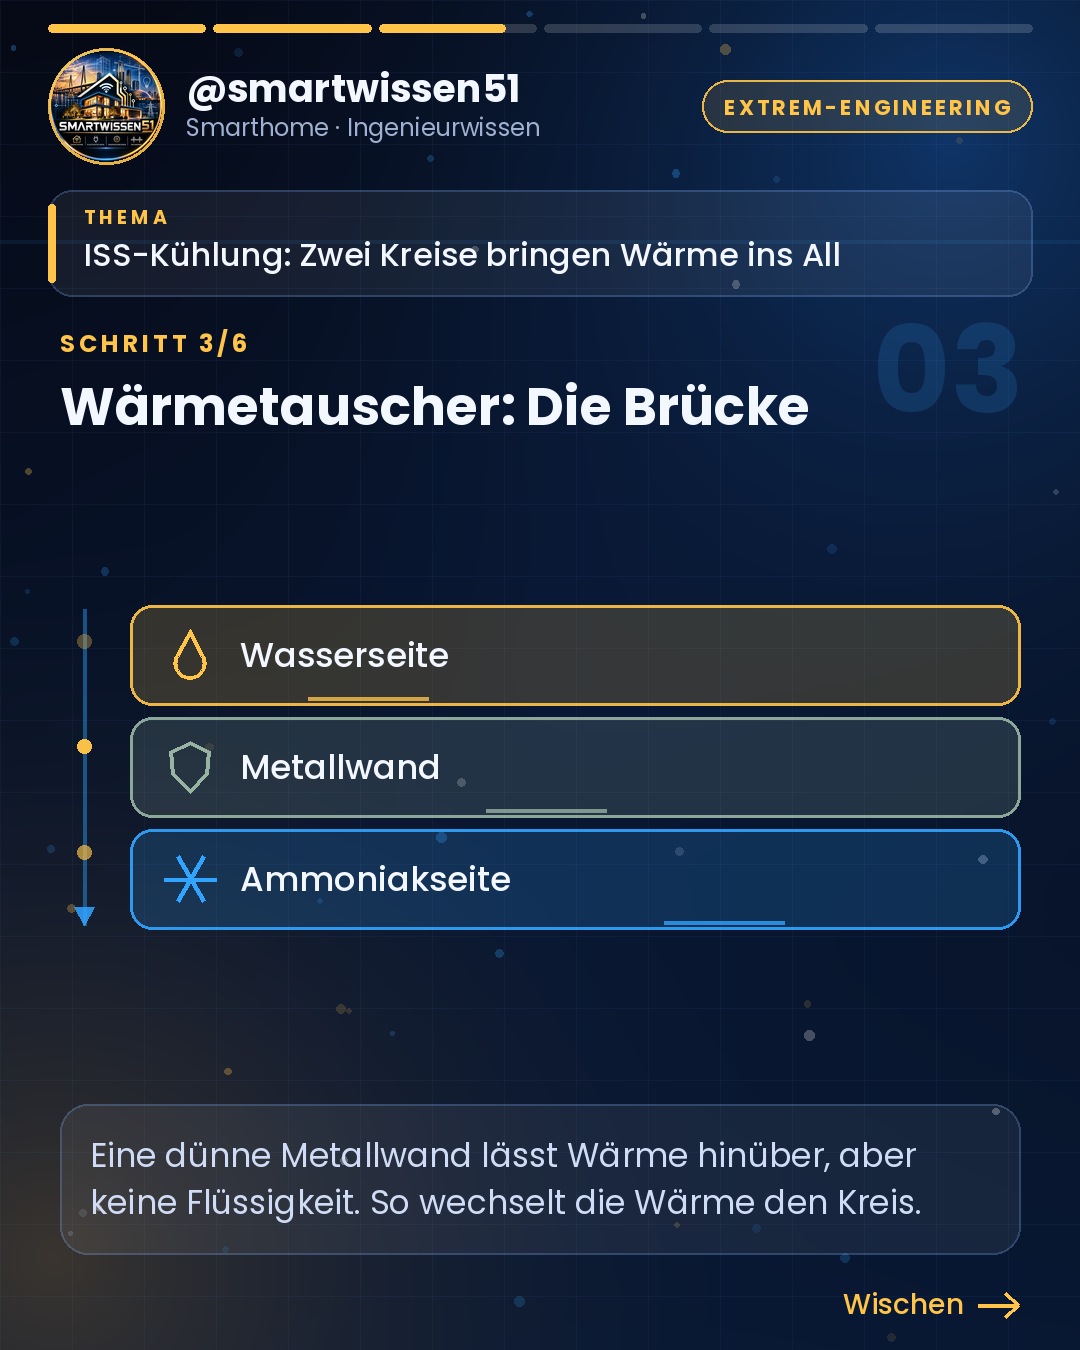 @smartwissen51
Smarthome · Ingenieurwissen
EXTREM-ENGINEERING
SMARTWISSEN51
THEMA
ISS-Kühlung: Zwei Kreise bringen Wärme ins All
SCHRITT 3/6
03
Wärmetauscher: Die Brücke
Wasserseite
Metallwand
Ammoniakseite
Eine dünne Metallwand lässt Wärme hinüber, aber
keine Flüssigkeit. So wechselt die Wärme den Kreis.
Wischen